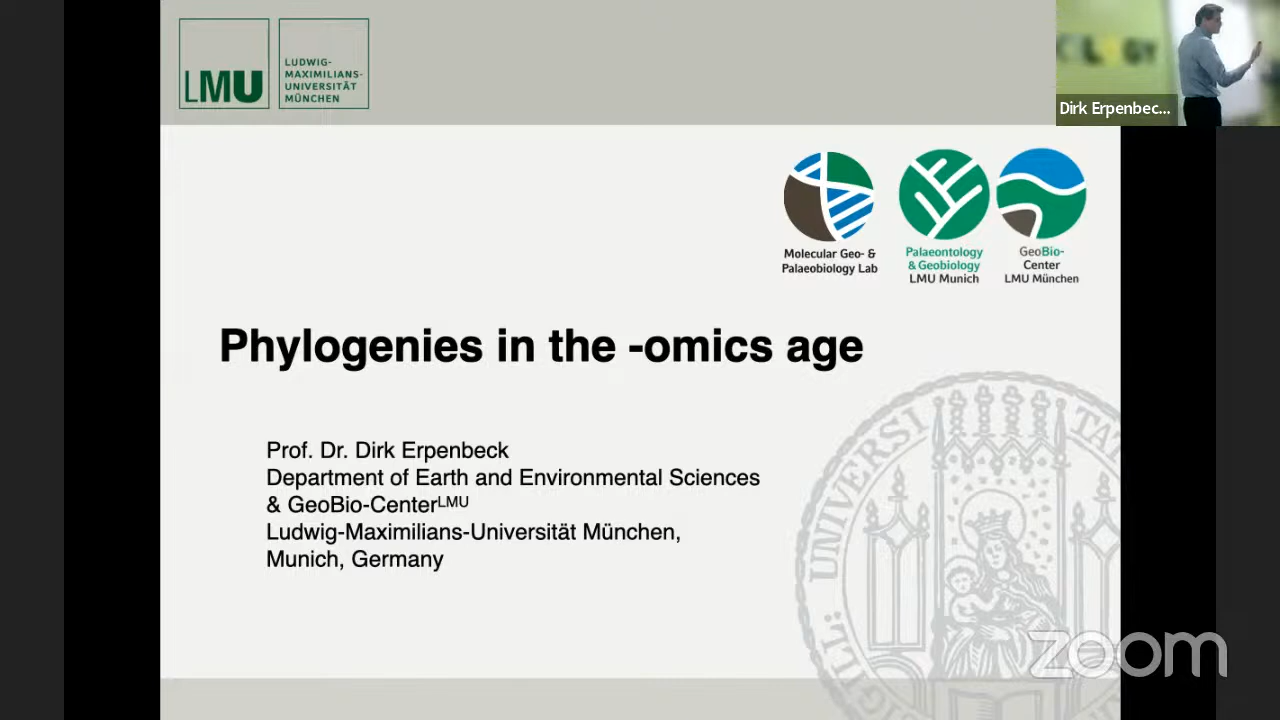 LMU
LUDWIG-
MAXIMILIANS-
UNIVERSITÄT
MÜNCHEN
Dirk Erpenbec...
Molecular Geo- &
Palaeobiology Lab
Palaeontology
& Geobiology
LMU Munich
GeoBio-
Center
LMU München
Phylogenies in the -omics age
Prof. Dr. Dirk Erpenbeck
Department of Earth and Environmental Sciences
& GeoBio-CenterLMU
Ludwig-Maximilians-Universität München,
Munich, Germany
SIGIL: UNIVERSITAT
zoom